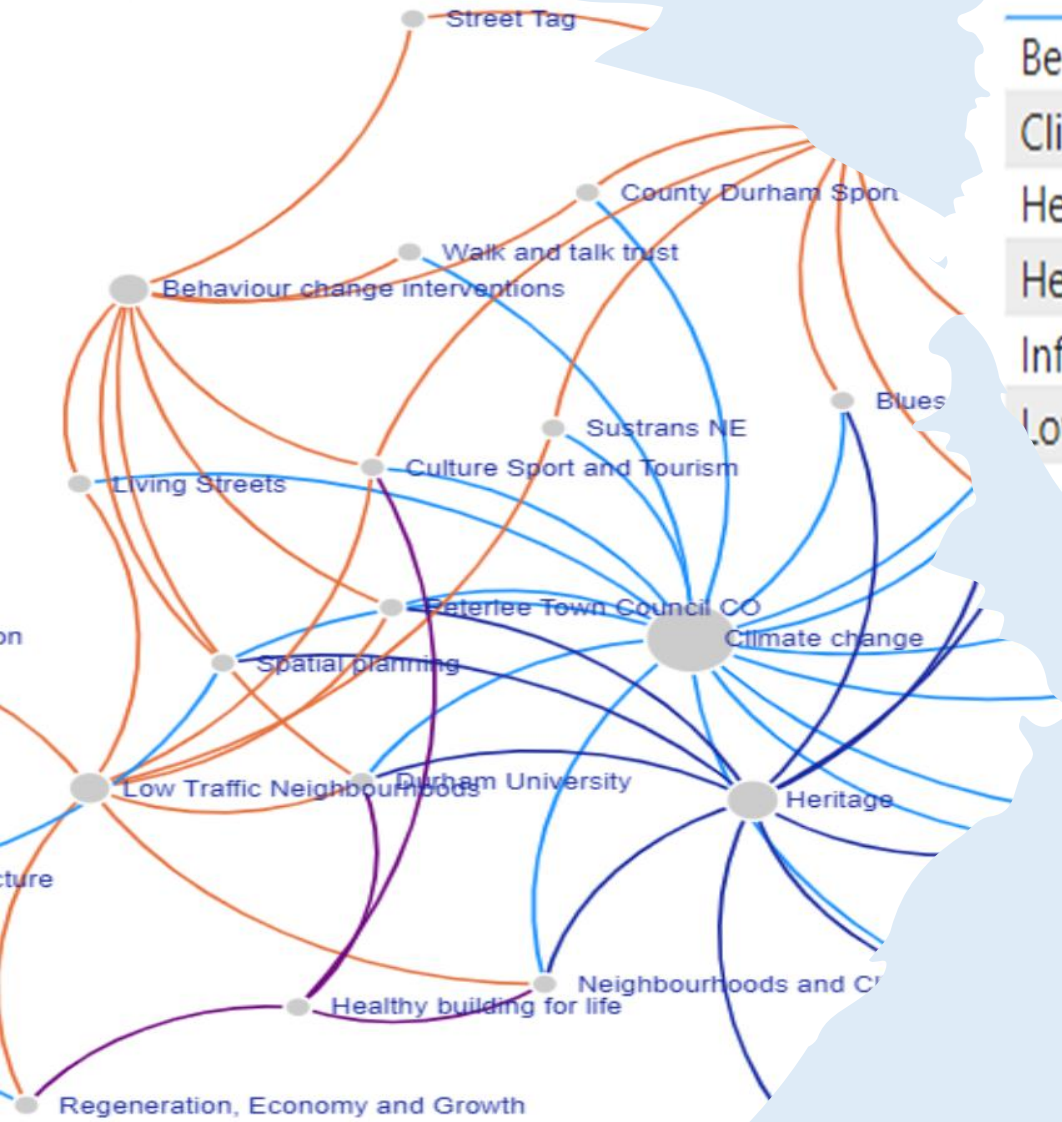 Street Tag
Be
Cli
County Durham Spor
He
Walk and talk trust
He
Behaviour change interventions
Inf
Blues
Lo
Sustrans NE
Culture Sport and Tourism
Living Streets
Peterlee Town Council CO
on
Climate change
Spatial planning
Durham University
Low Traffic Neighbourhoods
Heritage
cture
Neighbourhoods and Cl
Healthy building for life
Regeneration, Economy and Growth